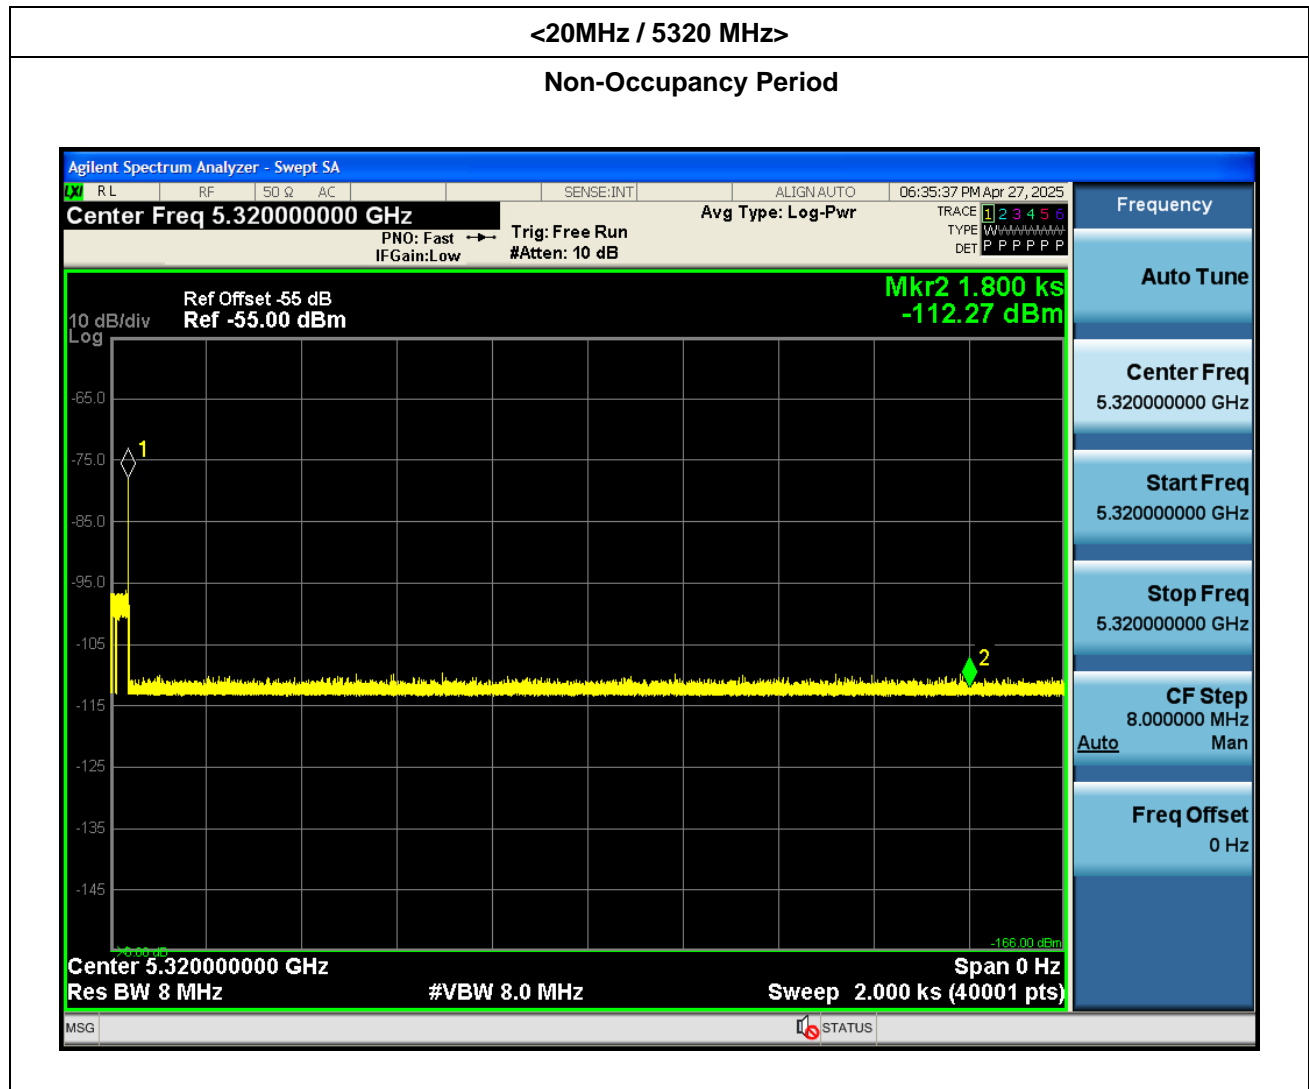 <20MHz / 5320 MHz>
Non-Occupancy Period
Agilent Spectrum Analyzer - Swept SA
LXI RL RF 50 Ω AC SENSE:INT ALIGN AUTO 06:35:37 PM Apr 27, 2025
Center Freq 5.320000000 GHz
PNO: Fast
IFGain:Low
Trig: Free Run
#Atten: 10 dB
Avg Type: Log-Pwr
TRACE 1 2 3 4 5 6
TYPE WWWWWW
DET P P P P P P
Ref Offset -55 dB
10 dB/div Ref -55.00 dBm
Log
Mkr2 1.800 ks
-112.27 dBm
-65.0
1
-75.0
-85.0
-95.0
-105
2
-115
-125
-135
-145
-166.00 dBm
Center 5.320000000 GHz Span 0 Hz
Res BW 8 MHz #VBW 8.0 MHz Sweep 2.000 ks (40001 pts)
MSG STATUS
Frequency
Auto Tune
Center Freq
5.320000000 GHz
Start Freq
5.320000000 GHz
Stop Freq
5.320000000 GHz
CF Step
8.000000 MHz
Auto Man
Freq Offset
0 Hz